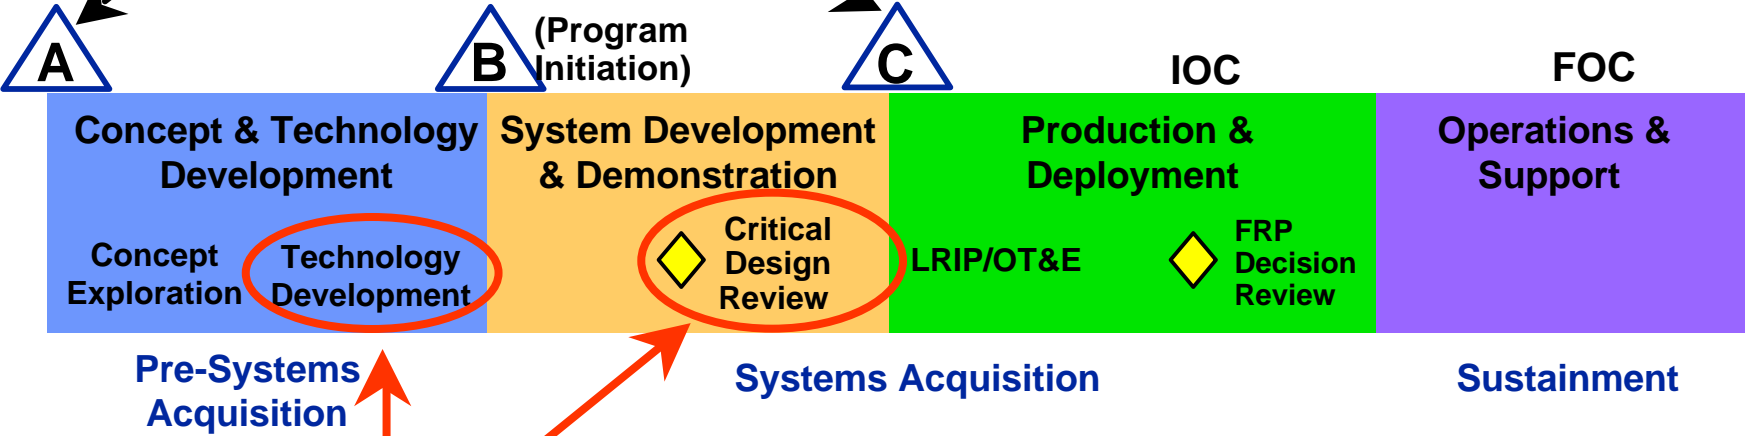 A
B
(Program
Initiation)
C
IOC
FOC
Concept & Technology
Development
System Development
& Demonstration
Production &
Deployment
Operations &
Support
Concept
Exploration
Technology
Development
Critical
Design
Review
LRIP/OT&E
FRP
Decision
Review
Pre-Systems
Acquisition
Systems Acquisition
Sustainment